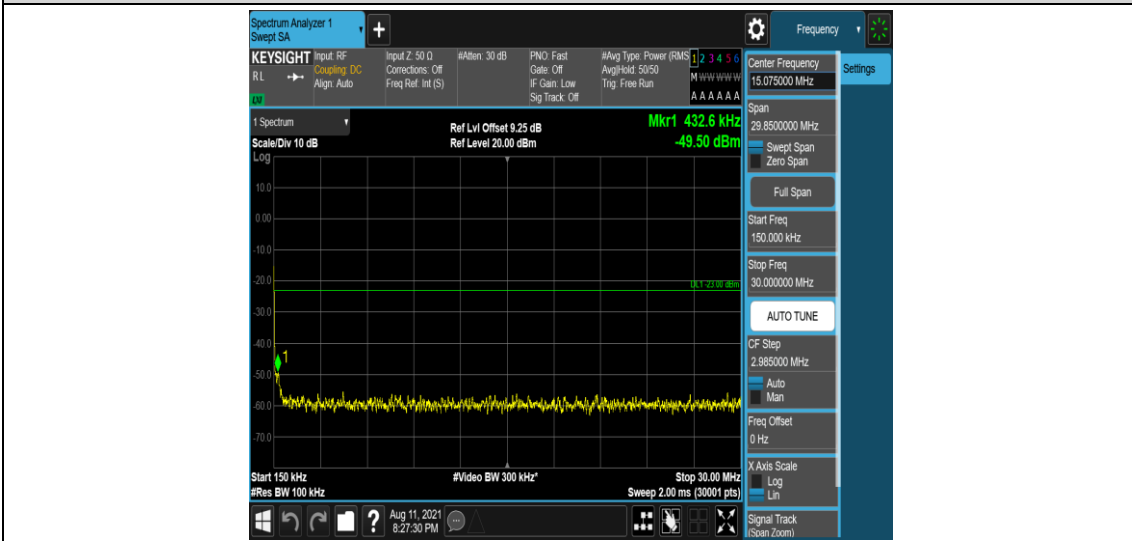 Spectrum Analyzer 1
Swept SA
+
Frequency
KEYSIGHT
R L
Input: RF
Coupling: DC
Align: Auto
Input Z: 50 Ω
Corrections: Off
Freq Ref: Int (S)
#Atten: 30 dB
PNO: Fast
Gate: Off
IF Gain: Low
Sig Track: Off
#Avg Type: Power (RMS
Avg|Hold: 50/50
Trig: Free Run
1 2 3 4 5 6
M W W W W W
A A A A A A
1 Spectrum
Scale/Div 10 dB
Log
Ref Lvl Offset 9.25 dB
Ref Level 20.00 dBm
Mkr1 432.6 kHz
-49.50 dBm
10.0
0.00
-10.0
-20.0
-30.0
-40.0
-50.0
-60.0
-70.0
DL1 -23.00 dBm
1
Start 150 kHz
#Res BW 100 kHz
#Video BW 300 kHz*
Stop 30.00 MHz
Sweep 2.00 ms (30001 pts)
?
Aug 11, 2021
8:27:30 PM
Center Frequency
15.075000 MHz
Span
29.8500000 MHz
Swept Span
Zero Span
Full Span
Start Freq
150.000 kHz
Stop Freq
30.000000 MHz
AUTO TUNE
CF Step
2.985000 MHz
Auto
Man
Freq Offset
0 Hz
X Axis Scale
Log
Lin
Signal Track
(Span Zoom)
Settings